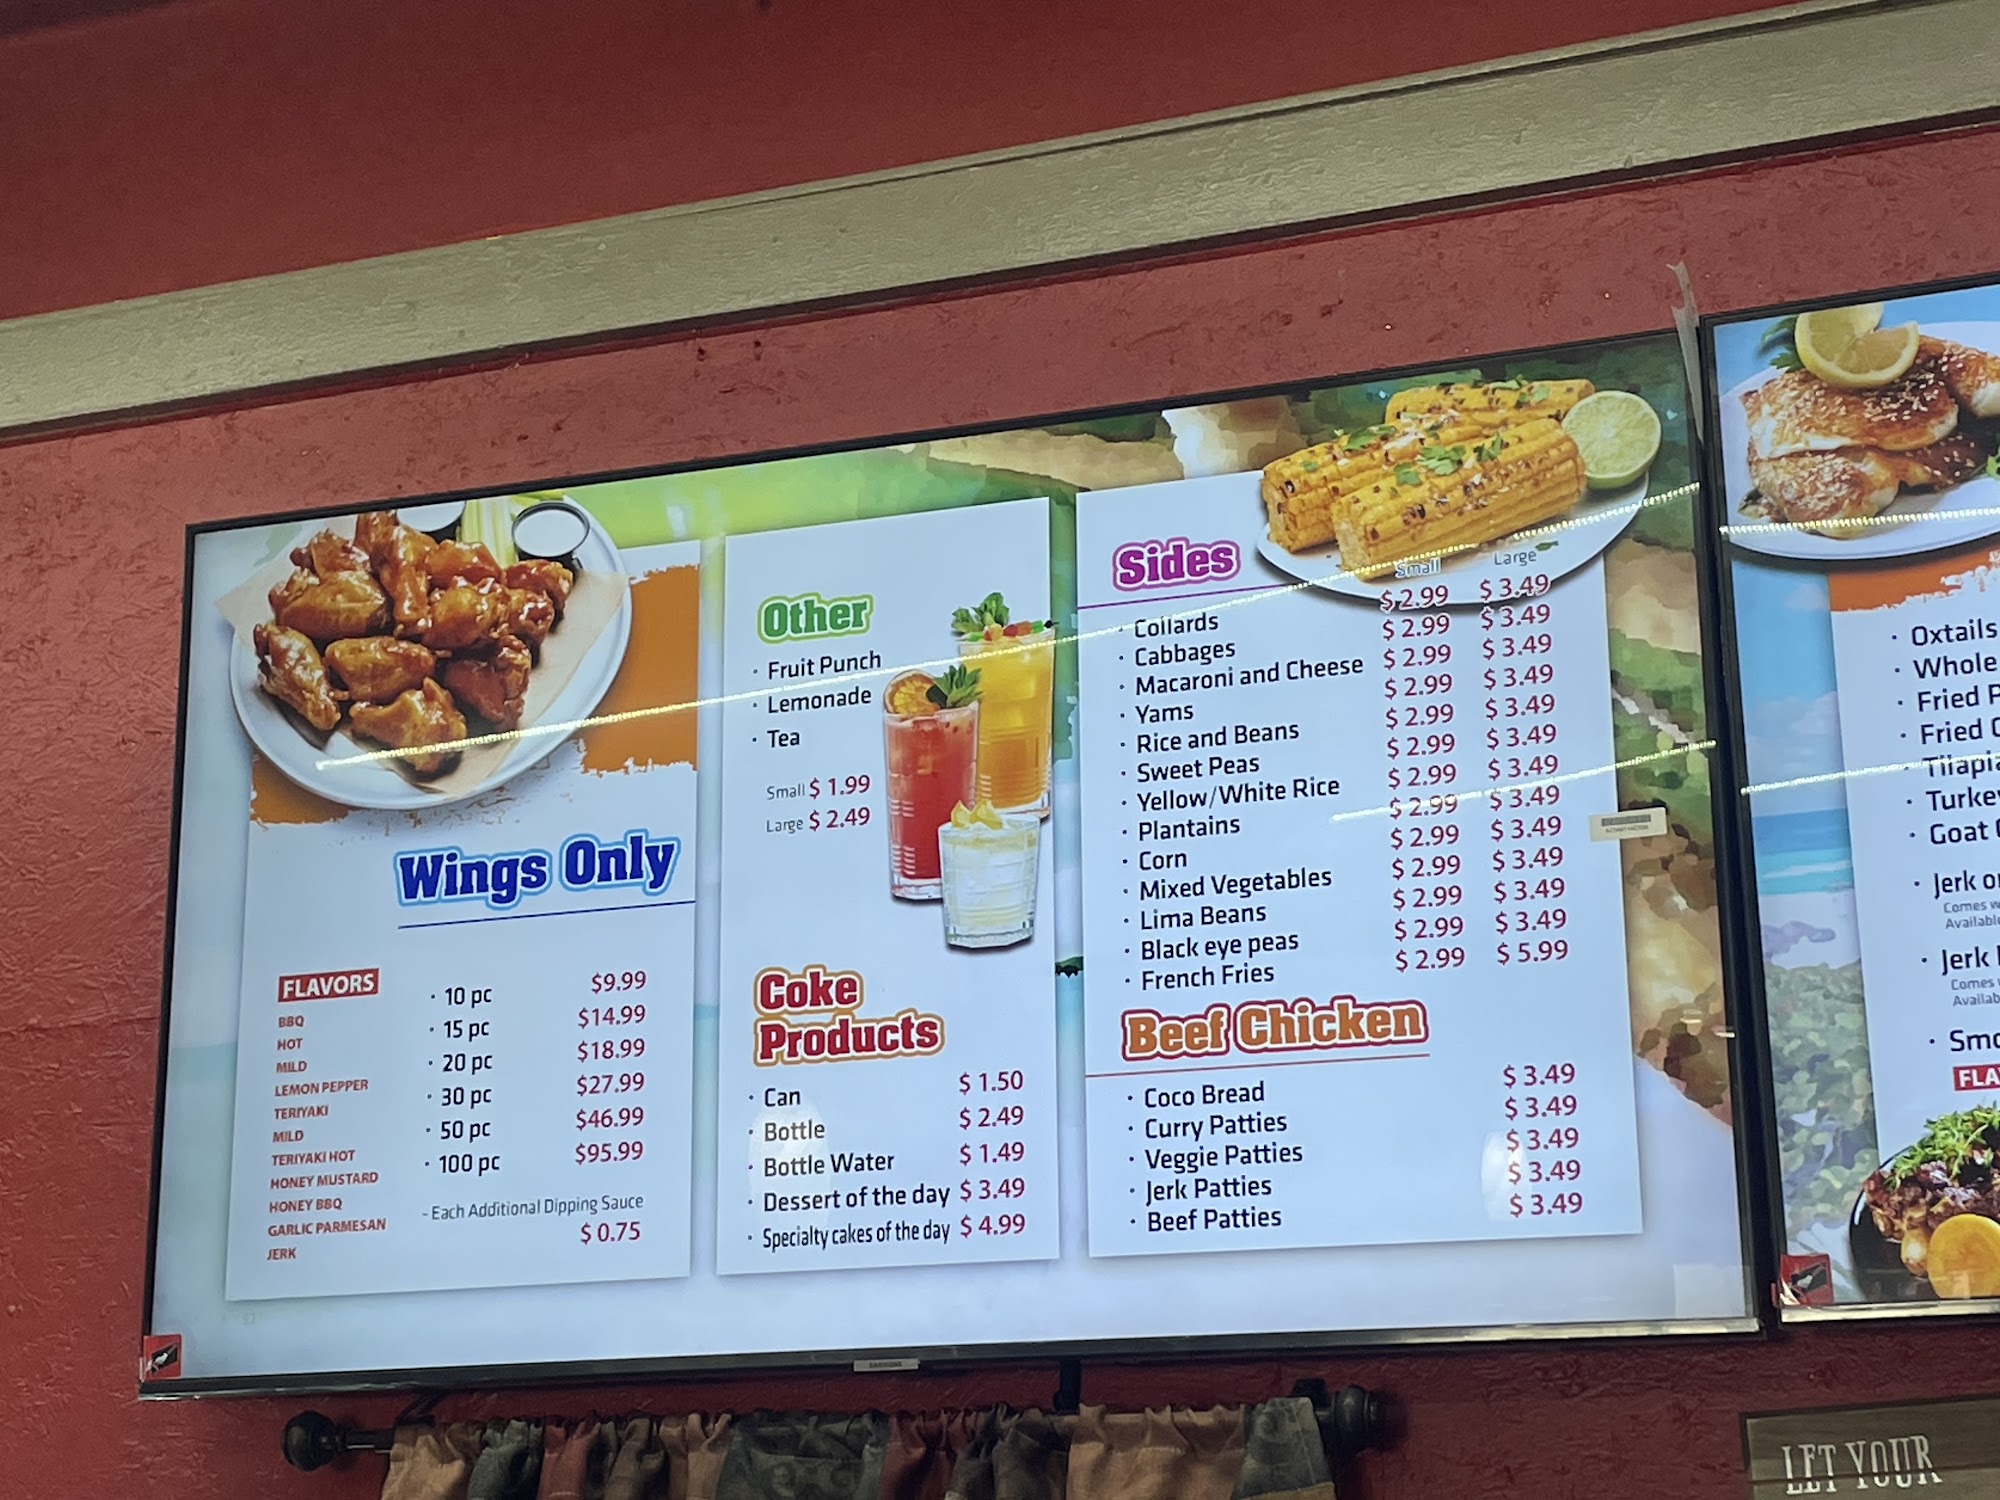 Wings Only
FLAVORS
BBQ
HOT
MILD
LEMON PEPPER
TERIYAKI
MILD
TERIYAKI HOT
HONEY MUSTARD
HONEY BBQ
GARLIC PARMESAN
JERK
· 10 pc $9.99
· 15 pc $14.99
· 20 pc $18.99
· 30 pc $27.99
· 50 pc $46.99
· 100 pc $95.99
- Each Additional Dipping Sauce
$ 0.75
Other
· Fruit Punch
· Lemonade
· Tea
Small $ 1.99
Large $ 2.49
Coke
Products
· Can $ 1.50
· Bottle $ 2.49
· Bottle Water $ 1.49
· Dessert of the day $ 3.49
· Specialty cakes of the day $ 4.99
Sides
Small Large
· Collards $ 2.99 $ 3.49
· Cabbages $ 2.99 $ 3.49
· Macaroni and Cheese $ 2.99 $ 3.49
· Yams $ 2.99 $ 3.49
· Rice and Beans $ 2.99 $ 3.49
· Sweet Peas $ 2.99 $ 3.49
· Yellow/White Rice $ 2.99 $ 3.49
· Plantains $ 2.99 $ 3.49
· Corn $ 2.99 $ 3.49
· Mixed Vegetables $ 2.99 $ 3.49
· Lima Beans $ 2.99 $ 3.49
· Black eye peas $ 2.99 $ 3.49
· French Fries $ 2.99 $ 5.99
Beef Chicken
· Coco Bread $ 3.49
· Curry Patties $ 3.49
· Veggie Patties $ 3.49
· Jerk Patties $ 3.49
· Beef Patties $ 3.49
SAMSUNG
· Oxtails
· Whole
· Fried
· Fried
· Tilapia
· Turkey
· Goat
· Jerk
Comes
· Jerk
Comes
LET YOUR